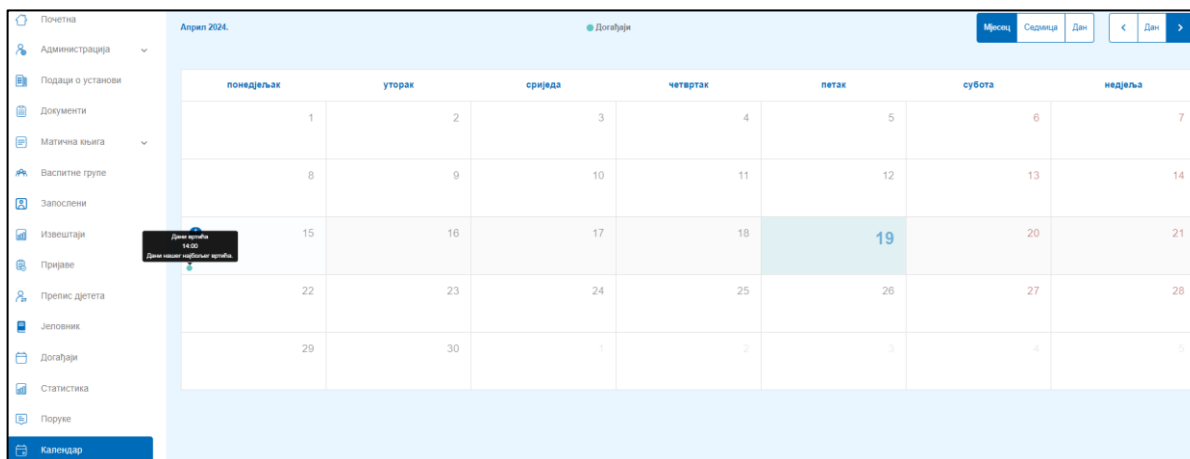 Почетна
Администрација
Подаци о установи
Документи
Матична књига
Васпитне групе
Запослени
Извештаји
Пријаве
Препис дјетета
Јеловник
Догађаји
Статистика
Поруке
Календар
Април 2024.
Догађаји
Мјесец Седмица Дан
Дан
понедјељак уторак сриједа четвртак петак субота недјеља
1 2 3 4 5 6 7
8 9 10 11 12 13 14
15 16 17 18 19 20 21
Дани вртића
14:00
Дани нашег најбољег вртића.
22 23 24 25 26 27 28
29 30 1 2 3 4 5